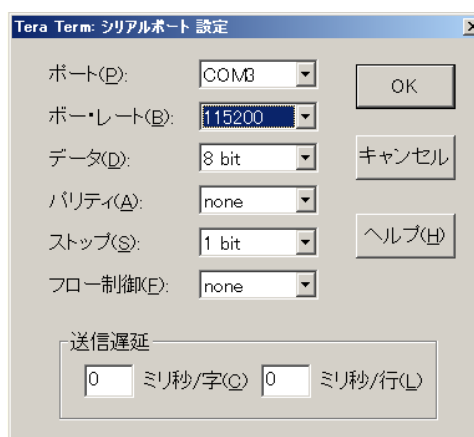 Tera Term: シリアルポート 設定
ポート(P): COM3
OK
ボー・レート(B): 115200
データ(D): 8 bit
キャンセル
パリティ(A): none
ストップ(S): 1 bit
ヘルプ(H)
フロー制御(F): none
送信遅延
0 ミリ秒/字(C) 0 ミリ秒/行(L)